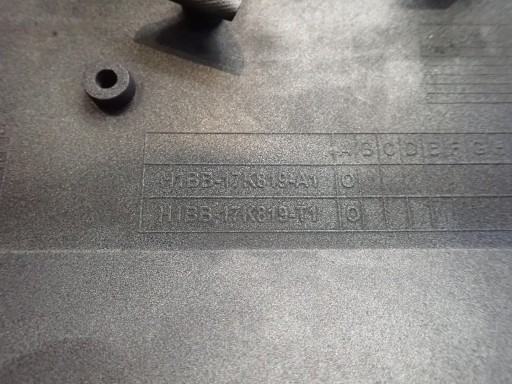 A B C D E F G H
H1BB-17K819-A1 O
H1BB-17K819-T1 O